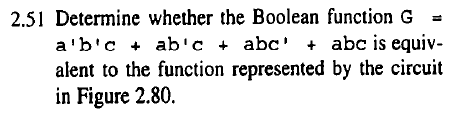 2.51 Determine whether the Boolean function G =
a'b'c + ab'c + abc' + abc is equiv-
alent to the function represented by the circuit
in Figure 2.80.